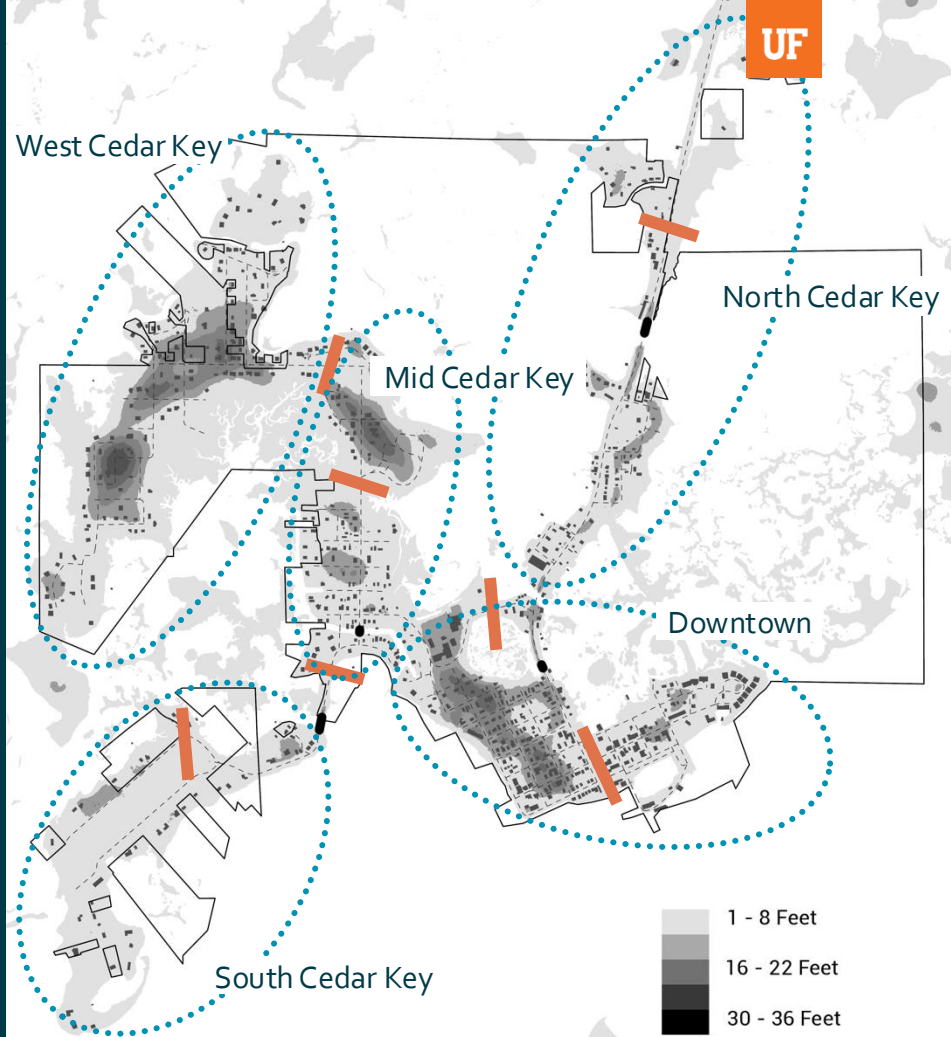 UF
West Cedar Key
North Cedar Key
Mid Cedar Key
Downtown
South Cedar Key
1 - 8 Feet
16 - 22 Feet
30 - 36 Feet